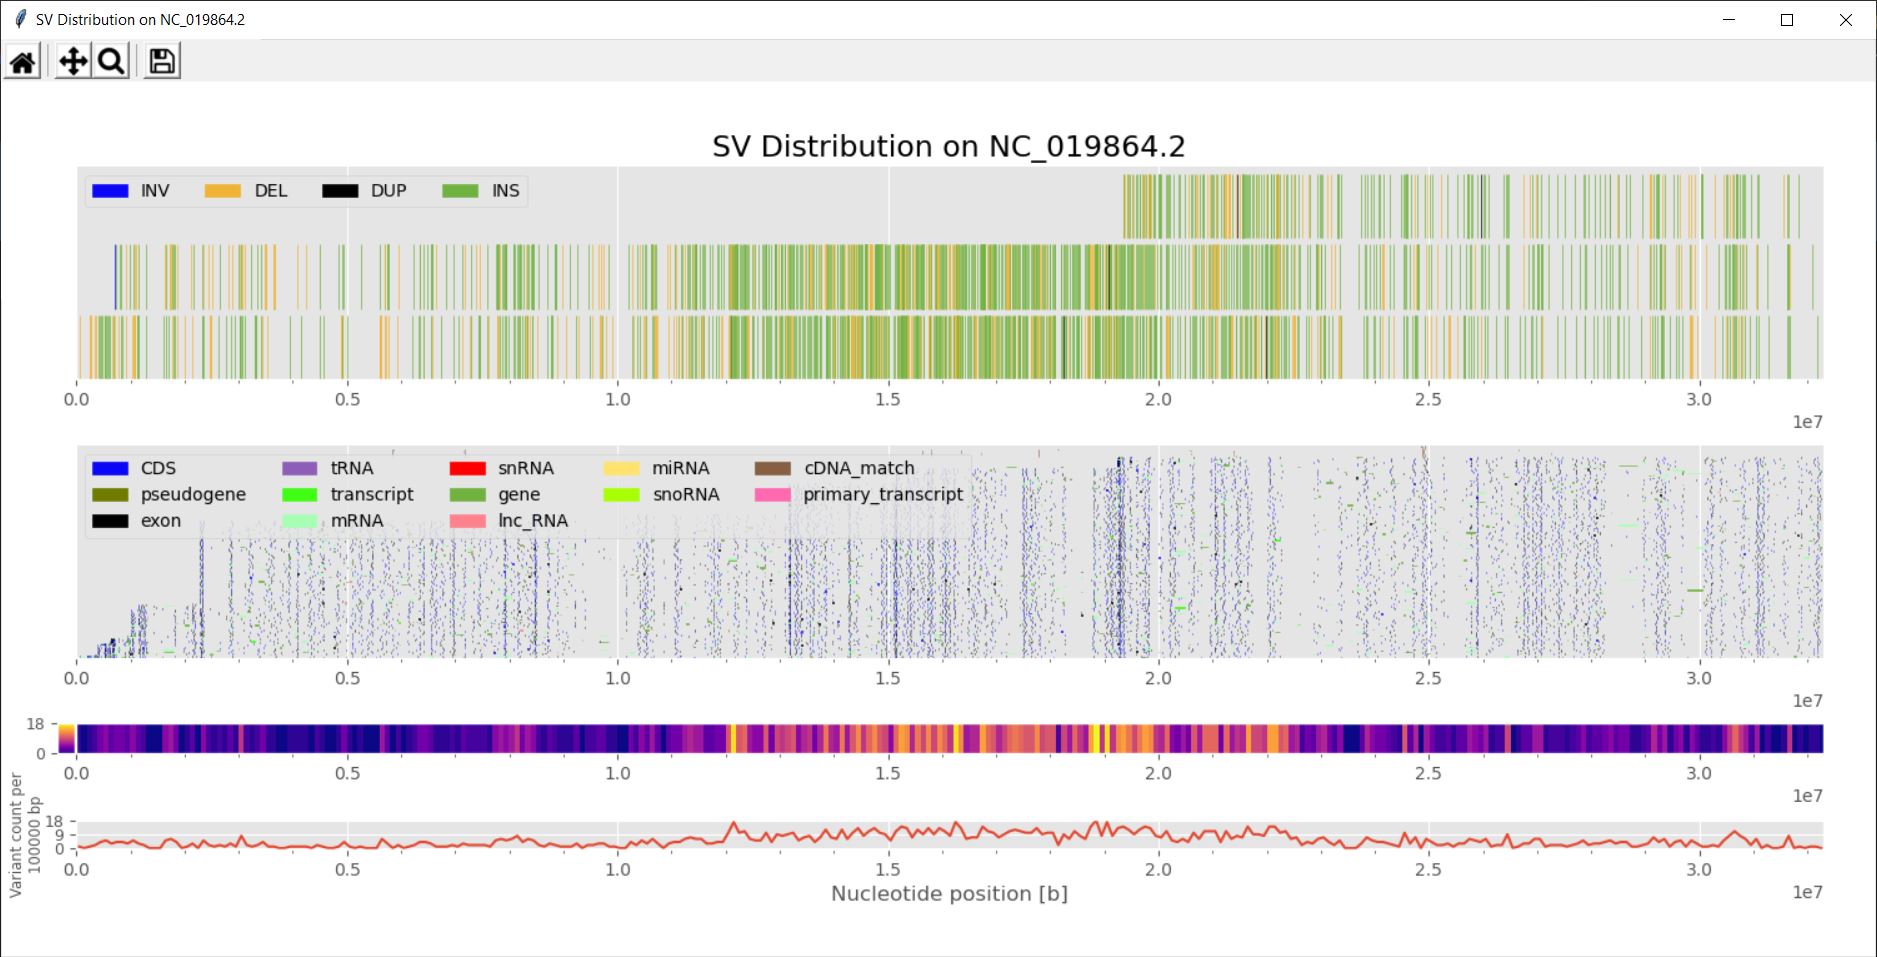 SV Distribution on NC_019864.2
SV Distribution on NC_019864.2
INV DEL DUP INS
0.0 0.5 1.0 1.5 2.0 2.5 3.0
1e7
CDS tRNA snRNA miRNA cDNA_match
pseudogene transcript gene snoRNA primary_transcript
exon mRNA lnc_RNA
0.0 0.5 1.0 1.5 2.0 2.5 3.0
1e7
18
0
0.0 0.5 1.0 1.5 2.0 2.5 3.0
1e7
Variant count per
100000 bp
18
9
0
0.0 0.5 1.0 1.5 2.0 2.5 3.0
Nucleotide position [b]
1e7